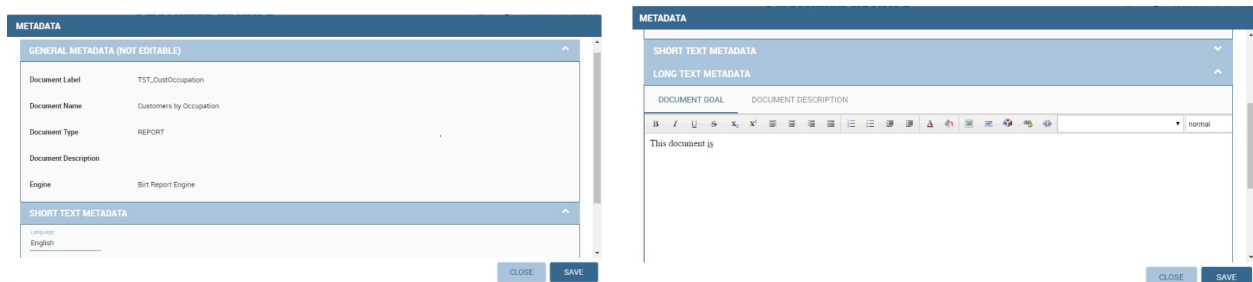 METADATA
GENERAL METADATA (NOT EDITABLE)
Document Label TST_CustOccupation
Document Name Customers by Occupation
Document Type REPORT
Document Description
Engine Birt Report Engine
SHORT TEXT METADATA
Language
English
CLOSE SAVE
METADATA
SHORT TEXT METADATA
LONG TEXT METADATA
DOCUMENT GOAL DOCUMENT DESCRIPTION
B I U S X₂ X² A normal
This document is
CLOSE SAVE